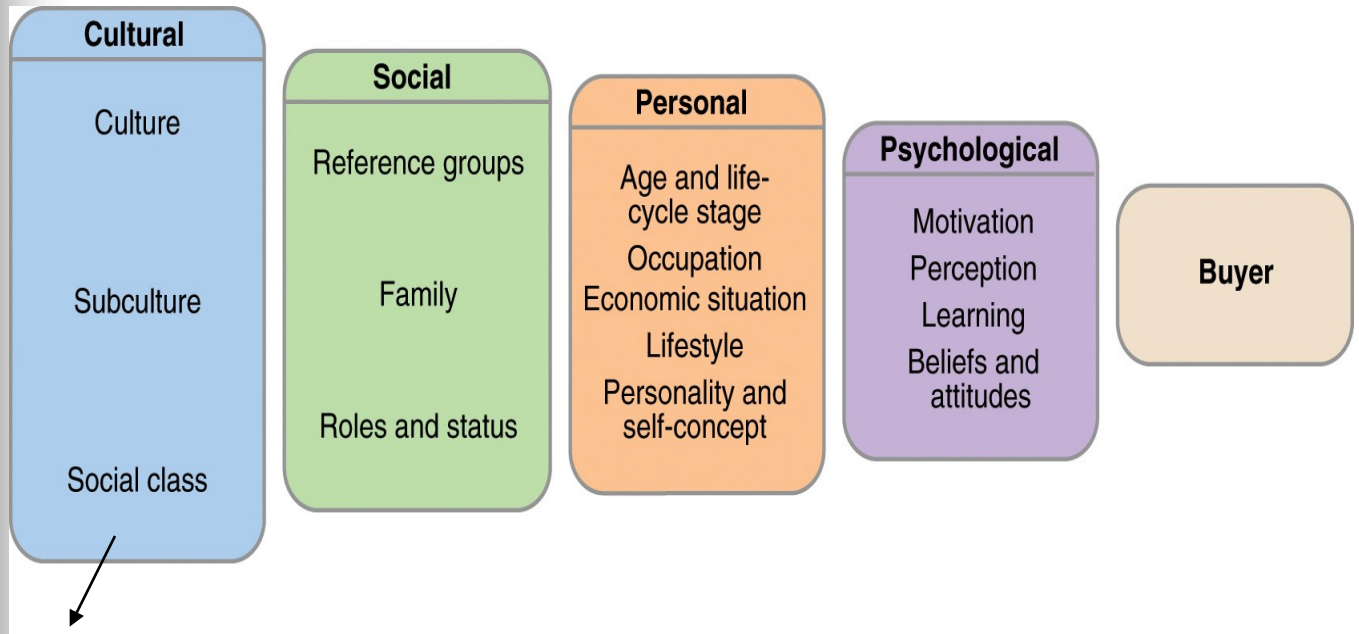 Cultural
Culture
Subculture
Social class
Social
Reference groups
Family
Roles and status
Personal
Age and life-
cycle stage
Occupation
Economic situation
Lifestyle
Personality and
self-concept
Psychological
Motivation
Perception
Learning
Beliefs and
attitudes
Buyer